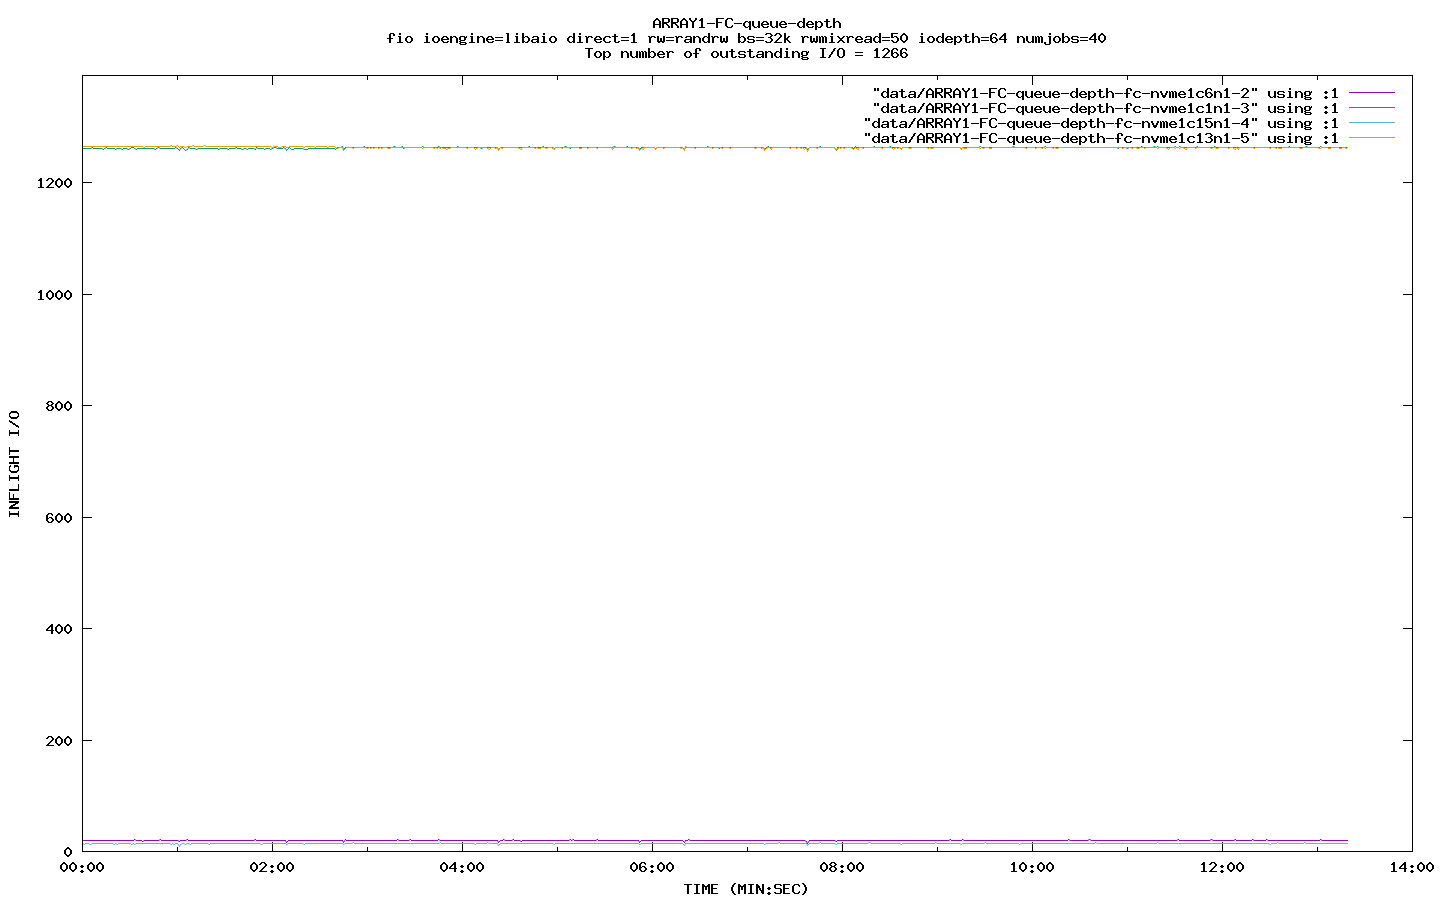 ARRAY1-FC-queue-depth
fio ioengine=libaio direct=1 rw=randrw bs=32k rwmixread=50 iodepth=64 numjobs=40
Top number of outstanding I/O = 1266
"data/ARRAY1-FC-queue-depth-fc-nvme1c6n1-2" using :1
"data/ARRAY1-FC-queue-depth-fc-nvme1c1n1-3" using :1
"data/ARRAY1-FC-queue-depth-fc-nvme1c15n1-4" using :1
"data/ARRAY1-FC-queue-depth-fc-nvme1c13n1-5" using :1
1200
1000
800
600
400
200
0
INFLIGHT I/O
00:00 02:00 04:00 06:00 08:00 10:00 12:00 14:00
TIME (MIN:SEC)